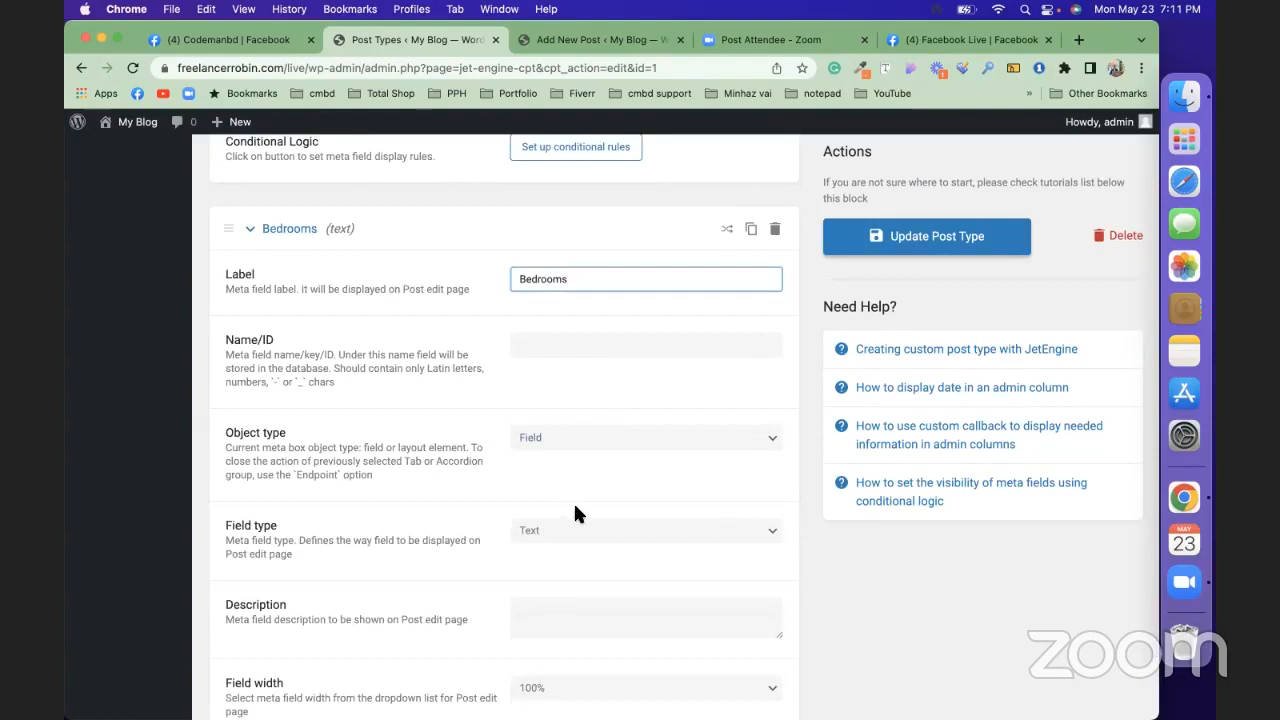 Chrome File Edit View History Bookmarks Profiles Tab Window Help Mon May 23 7:11 PM
(4) Codemanbd | Facebook Post Types ‹ My Blog — Word Add New Post ‹ My Blog — W Post Attendee - Zoom (4) Facebook Live | Facebook
freelancerrobin.com/live/wp-admin/admin.php?page=jet-engine-cpt&cpt_action=edit&id=1
Apps Bookmarks cmbd Total Shop PPH Portfolio Fiverr cmbd support Minhaz vai notepad YouTube » Other Bookmarks
My Blog 0 New Howdy, admin
Conditional Logic
Click on button to set meta field display rules.
Set up conditional rules
Bedrooms (text)
Label
Meta field label. It will be displayed on Post edit page
Bedrooms
Name/ID
Meta field name/key/ID. Under this name field will be
stored in the database. Should contain only Latin letters,
numbers, `-` or `_` chars
Object type
Current meta box object type: field or layout element. To
close the action of previously selected Tab or Accordion
group, use the `Endpoint` option
Field
Field type
Meta field type. Defines the way field to be displayed on
Post edit page
Text
Description
Meta field description to be shown on Post edit page
Field width
Select meta field width from the dropdown list for Post edit
page
100%
Actions
If you are not sure where to start, please check tutorials list below
this block
Update Post Type
Delete
Need Help?
Creating custom post type with JetEngine
How to display date in an admin column
How to use custom callback to display needed
information in admin columns
How to set the visibility of meta fields using
conditional logic
MAY
23
zoom